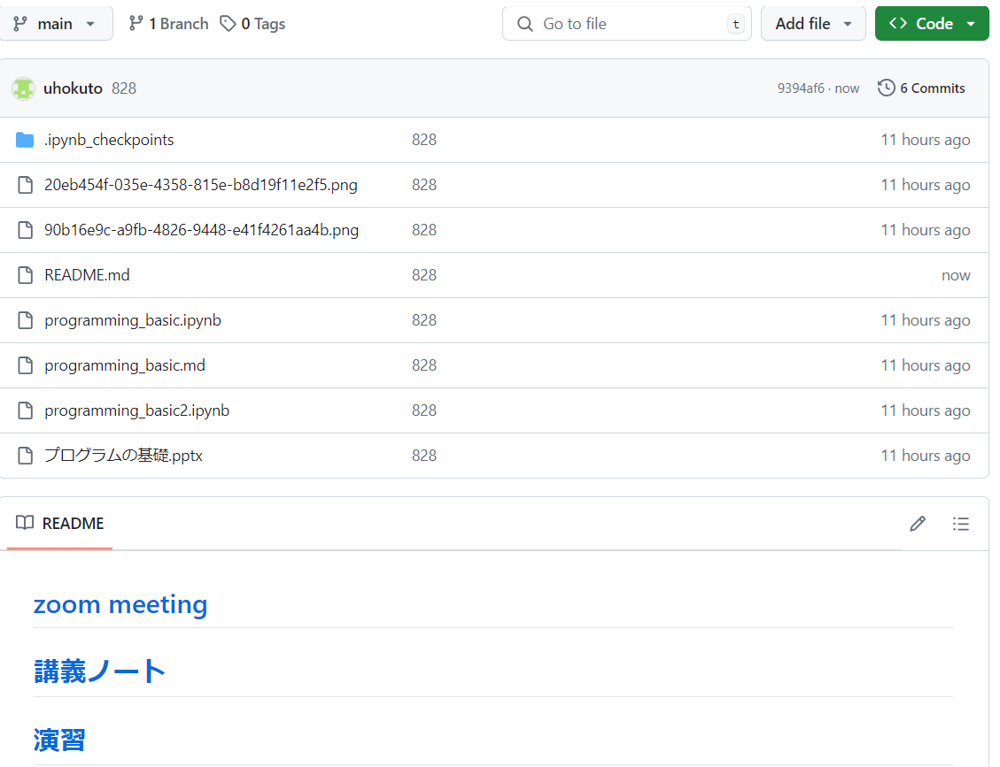 main 1 Branch 0 Tags Go to file t Add file Code
uhokuto 828 9394af6 · now 6 Commits
.ipynb_checkpoints 828 11 hours ago
20eb454f-035e-4358-815e-b8d19f11e2f5.png 828 11 hours ago
90b16e9c-a9fb-4826-9448-e41f4261aa4b.png 828 11 hours ago
README.md 828 now
programming_basic.ipynb 828 11 hours ago
programming_basic.md 828 11 hours ago
programming_basic2.ipynb 828 11 hours ago
プログラムの基礎.pptx 828 11 hours ago
README
zoom meeting
講義ノート
演習